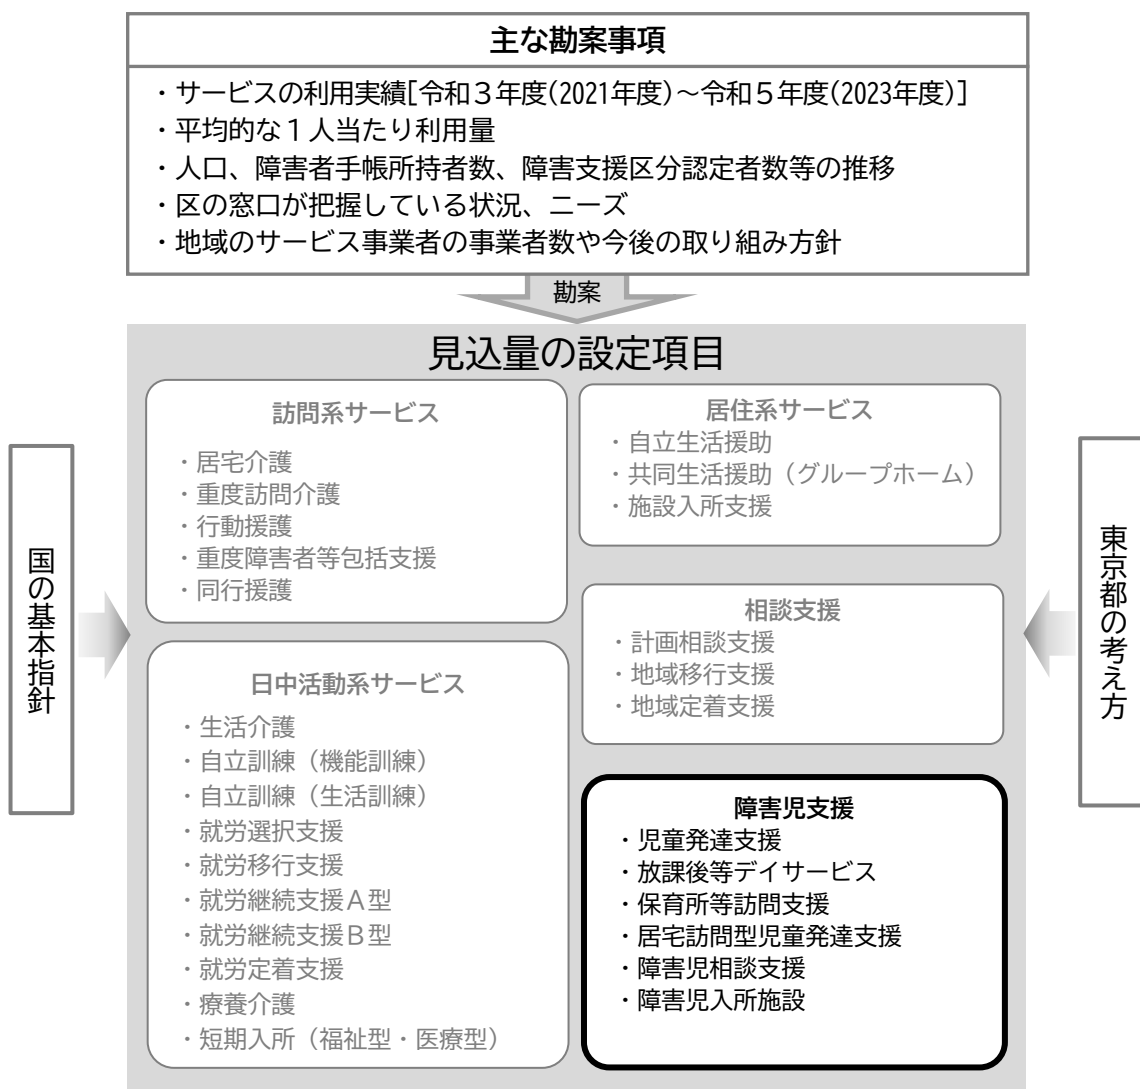 主な勘案事項
・サービスの利用実績[令和３年度(2021年度)～令和５年度(2023年度)]
・平均的な１人当たり利用量
・人口、障害者手帳所持者数、障害支援区分認定者数等の推移
・区の窓口が把握している状況、ニーズ
・地域のサービス事業者の事業者数や今後の取り組み方針
勘案
見込量の設定項目
国の基本指針
訪問系サービス
・居宅介護
・重度訪問介護
・行動援護
・重度障害者等包括支援
・同行援護
日中活動系サービス
・生活介護
・自立訓練（機能訓練）
・自立訓練（生活訓練）
・就労選択支援
・就労移行支援
・就労継続支援Ａ型
・就労継続支援Ｂ型
・就労定着支援
・療養介護
・短期入所（福祉型・医療型）
居住系サービス
・自立生活援助
・共同生活援助（グループホーム）
・施設入所支援
相談支援
・計画相談支援
・地域移行支援
・地域定着支援
障害児支援
・児童発達支援
・放課後等デイサービス
・保育所等訪問支援
・居宅訪問型児童発達支援
・障害児相談支援
・障害児入所施設
東京都の考え方